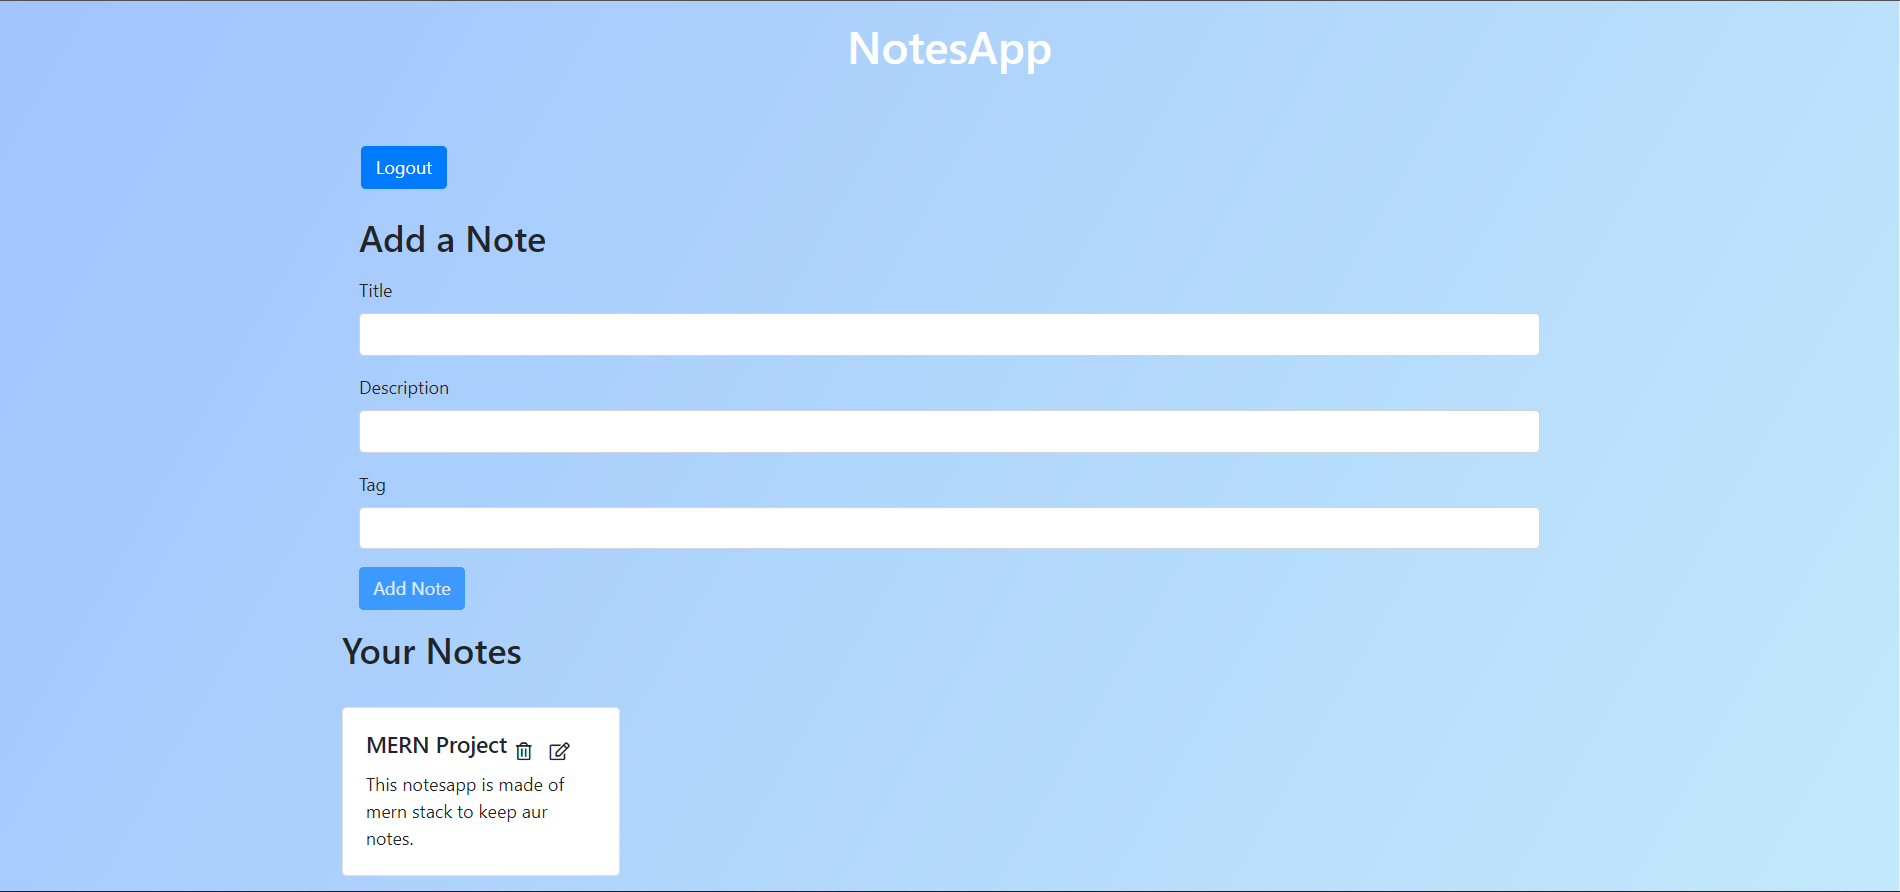 NotesApp
Logout
Add a Note
Title
Description
Tag
Add Note
Your Notes
MERN Project
This notesapp is made of
mern stack to keep aur
notes.